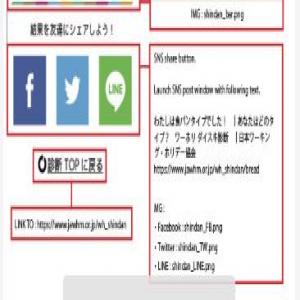 IMG : shindan_ber.png
結果を友達にシェアしよう！
LINE
SNS share button.
Launch SNS post window with following text.
わたしは食パンタイプでした！ ｜あなたはどのタ
イプ？ ワーホリ ダイスキ診断 ｜日本ワーキン
グ・ホリデー協会
https://www.jawhm.or.jp/wh_shindan/bread
診断 TOP に戻る
LINK TO : https://www.jawhm.or.jp/wh_shindan
MG :
・Facebook : shindan_FB.png
・Twitter : shindan_TW.png
・LINE : shindan_LINE.png